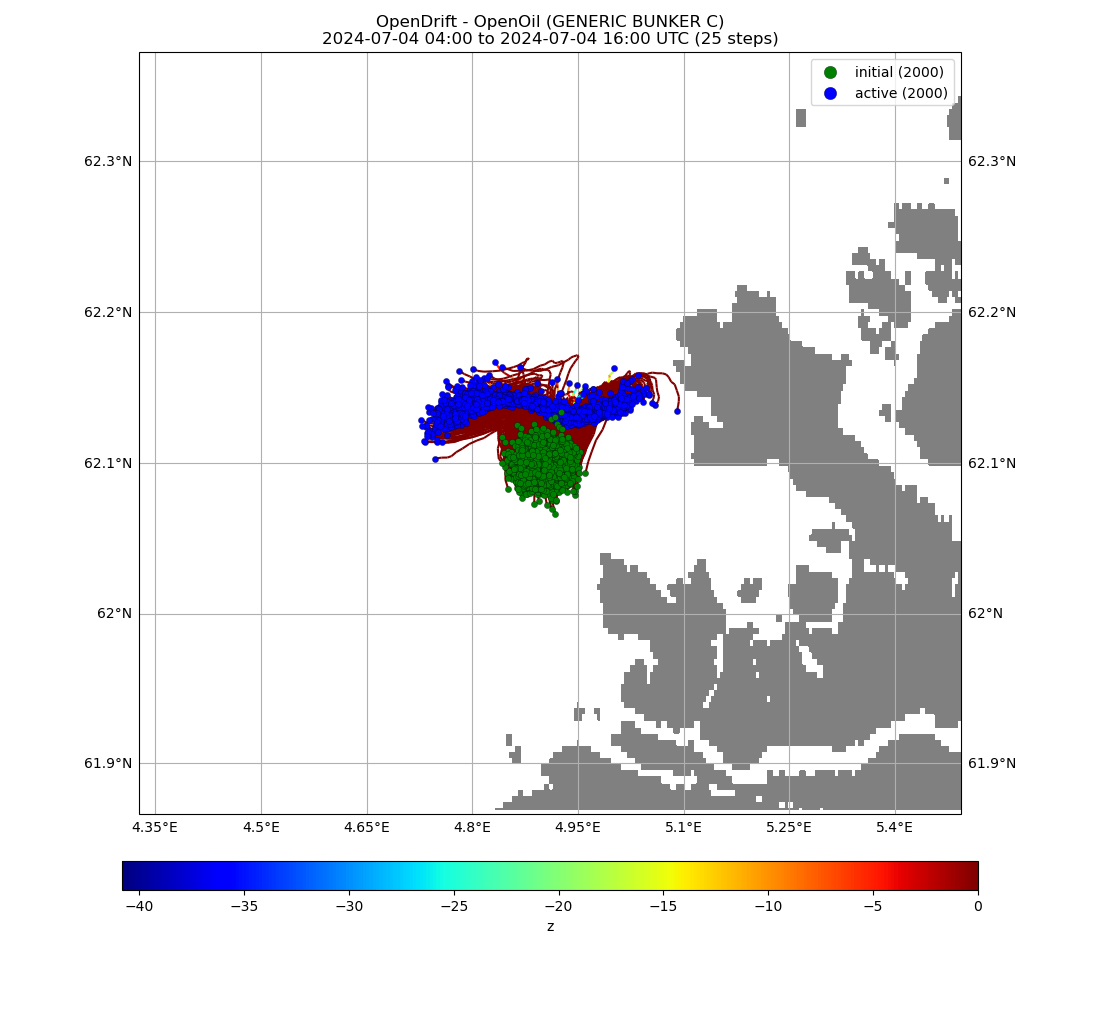 OpenDrift - OpenOil (GENERIC BUNKER C)
2024-07-04 04:00 to 2024-07-04 16:00 UTC (25 steps)
initial (2000)
active (2000)
62.3°N 62.3°N
62.2°N 62.2°N
62.1°N 62.1°N
62°N 62°N
61.9°N 61.9°N
4.35°E 4.5°E 4.65°E 4.8°E 4.95°E 5.1°E 5.25°E 5.4°E
−40 −35 −30 −25 −20 −15 −10 −5 0
z